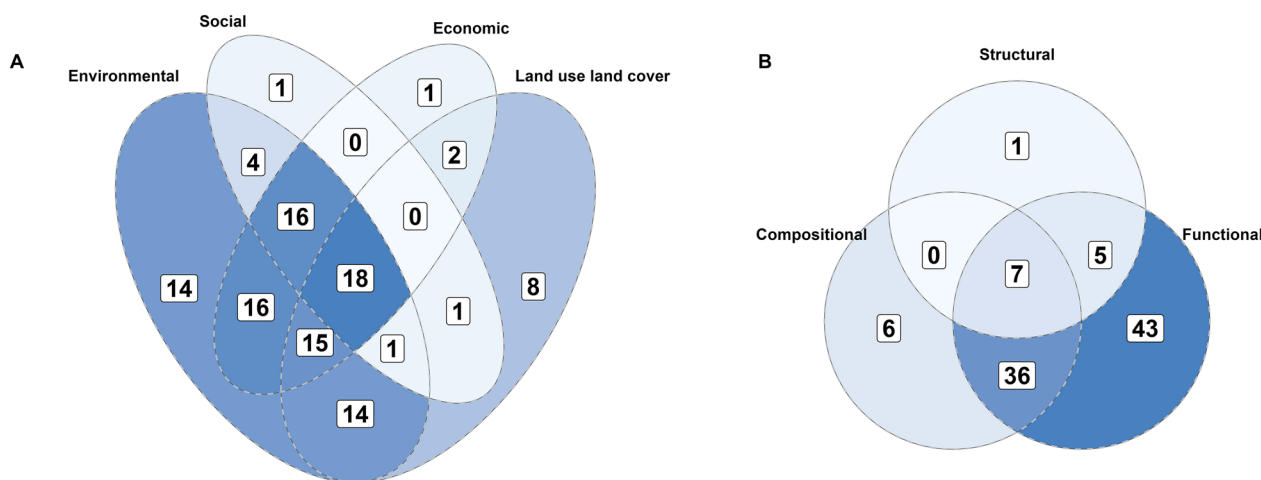 A
Social
Economic
Environmental
Land use land cover
1
1
0
4
2
16
0
14
16
18
1
8
15
1
14
B
Structural
1
Compositional
Functional
0
7
5
6
43
36